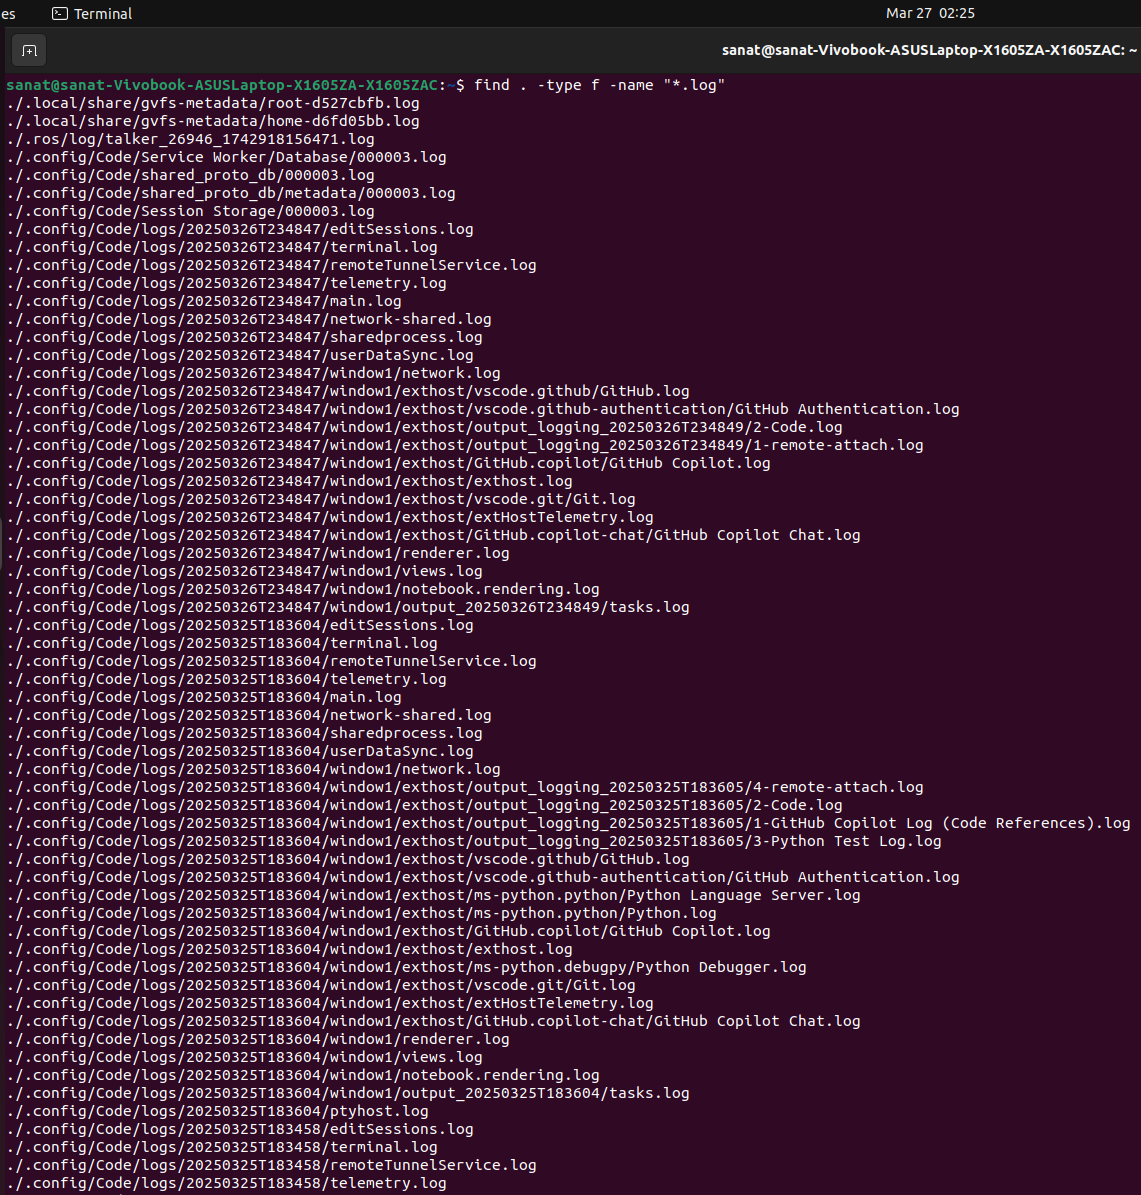 es Terminal Mar 27 02:25
sanat@sanat-Vivobook-ASUSLaptop-X1605ZA-X1605ZAC: ~
sanat@sanat-Vivobook-ASUSLaptop-X1605ZA-X1605ZAC:~$ find . -type f -name "*.log"
./.local/share/gvfs-metadata/root-d527cbfb.log
./.local/share/gvfs-metadata/home-d6fd05bb.log
./.ros/log/talker_26946_1742918156471.log
./.config/Code/Service Worker/Database/000003.log
./.config/Code/shared_proto_db/000003.log
./.config/Code/shared_proto_db/metadata/000003.log
./.config/Code/Session Storage/000003.log
./.config/Code/logs/20250326T234847/editSessions.log
./.config/Code/logs/20250326T234847/terminal.log
./.config/Code/logs/20250326T234847/remoteTunnelService.log
./.config/Code/logs/20250326T234847/telemetry.log
./.config/Code/logs/20250326T234847/main.log
./.config/Code/logs/20250326T234847/network-shared.log
./.config/Code/logs/20250326T234847/sharedprocess.log
./.config/Code/logs/20250326T234847/userDataSync.log
./.config/Code/logs/20250326T234847/window1/network.log
./.config/Code/logs/20250326T234847/window1/exthost/vscode.github/GitHub.log
./.config/Code/logs/20250326T234847/window1/exthost/vscode.github-authentication/GitHub Authentication.log
./.config/Code/logs/20250326T234847/window1/exthost/output_logging_20250326T234849/2-Code.log
./.config/Code/logs/20250326T234847/window1/exthost/output_logging_20250326T234849/1-remote-attach.log
./.config/Code/logs/20250326T234847/window1/exthost/GitHub.copilot/GitHub Copilot.log
./.config/Code/logs/20250326T234847/window1/exthost/exthost.log
./.config/Code/logs/20250326T234847/window1/exthost/vscode.git/Git.log
./.config/Code/logs/20250326T234847/window1/exthost/extHostTelemetry.log
./.config/Code/logs/20250326T234847/window1/exthost/GitHub.copilot-chat/GitHub Copilot Chat.log
./.config/Code/logs/20250326T234847/window1/renderer.log
./.config/Code/logs/20250326T234847/window1/views.log
./.config/Code/logs/20250326T234847/window1/notebook.rendering.log
./.config/Code/logs/20250326T234847/window1/output_20250326T234849/tasks.log
./.config/Code/logs/20250325T183604/editSessions.log
./.config/Code/logs/20250325T183604/terminal.log
./.config/Code/logs/20250325T183604/remoteTunnelService.log
./.config/Code/logs/20250325T183604/telemetry.log
./.config/Code/logs/20250325T183604/main.log
./.config/Code/logs/20250325T183604/network-shared.log
./.config/Code/logs/20250325T183604/sharedprocess.log
./.config/Code/logs/20250325T183604/userDataSync.log
./.config/Code/logs/20250325T183604/window1/network.log
./.config/Code/logs/20250325T183604/window1/exthost/output_logging_20250325T183605/4-remote-attach.log
./.config/Code/logs/20250325T183604/window1/exthost/output_logging_20250325T183605/2-Code.log
./.config/Code/logs/20250325T183604/window1/exthost/output_logging_20250325T183605/1-GitHub Copilot Log (Code References).log
./.config/Code/logs/20250325T183604/window1/exthost/output_logging_20250325T183605/3-Python Test Log.log
./.config/Code/logs/20250325T183604/window1/exthost/vscode.github/GitHub.log
./.config/Code/logs/20250325T183604/window1/exthost/vscode.github-authentication/GitHub Authentication.log
./.config/Code/logs/20250325T183604/window1/exthost/ms-python.python/Python Language Server.log
./.config/Code/logs/20250325T183604/window1/exthost/ms-python.python/Python.log
./.config/Code/logs/20250325T183604/window1/exthost/GitHub.copilot/GitHub Copilot.log
./.config/Code/logs/20250325T183604/window1/exthost/exthost.log
./.config/Code/logs/20250325T183604/window1/exthost/ms-python.debugpy/Python Debugger.log
./.config/Code/logs/20250325T183604/window1/exthost/vscode.git/Git.log
./.config/Code/logs/20250325T183604/window1/exthost/extHostTelemetry.log
./.config/Code/logs/20250325T183604/window1/exthost/GitHub.copilot-chat/GitHub Copilot Chat.log
./.config/Code/logs/20250325T183604/window1/renderer.log
./.config/Code/logs/20250325T183604/window1/views.log
./.config/Code/logs/20250325T183604/window1/notebook.rendering.log
./.config/Code/logs/20250325T183604/window1/output_20250325T183604/tasks.log
./.config/Code/logs/20250325T183604/ptyhost.log
./.config/Code/logs/20250325T183458/editSessions.log
./.config/Code/logs/20250325T183458/terminal.log
./.config/Code/logs/20250325T183458/remoteTunnelService.log
./.config/Code/logs/20250325T183458/telemetry.log